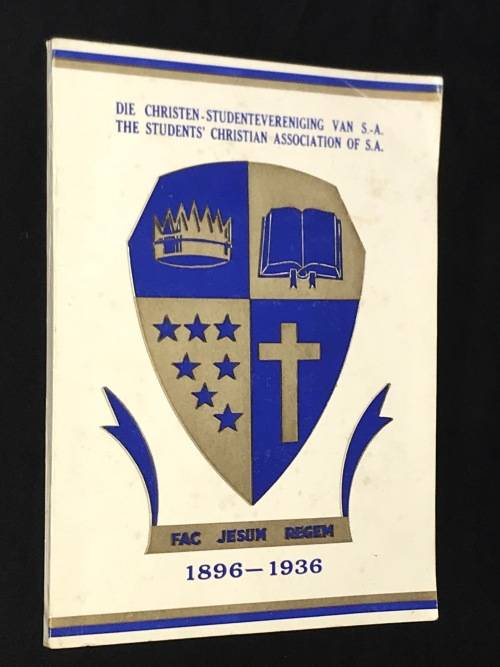 DIE CHRISTEN-STUDENTEVERENIGING VAN S.-A.
THE STUDENTS' CHRISTIAN ASSOCIATION OF S.A.
FAC JESUM REGEM
1896–1936